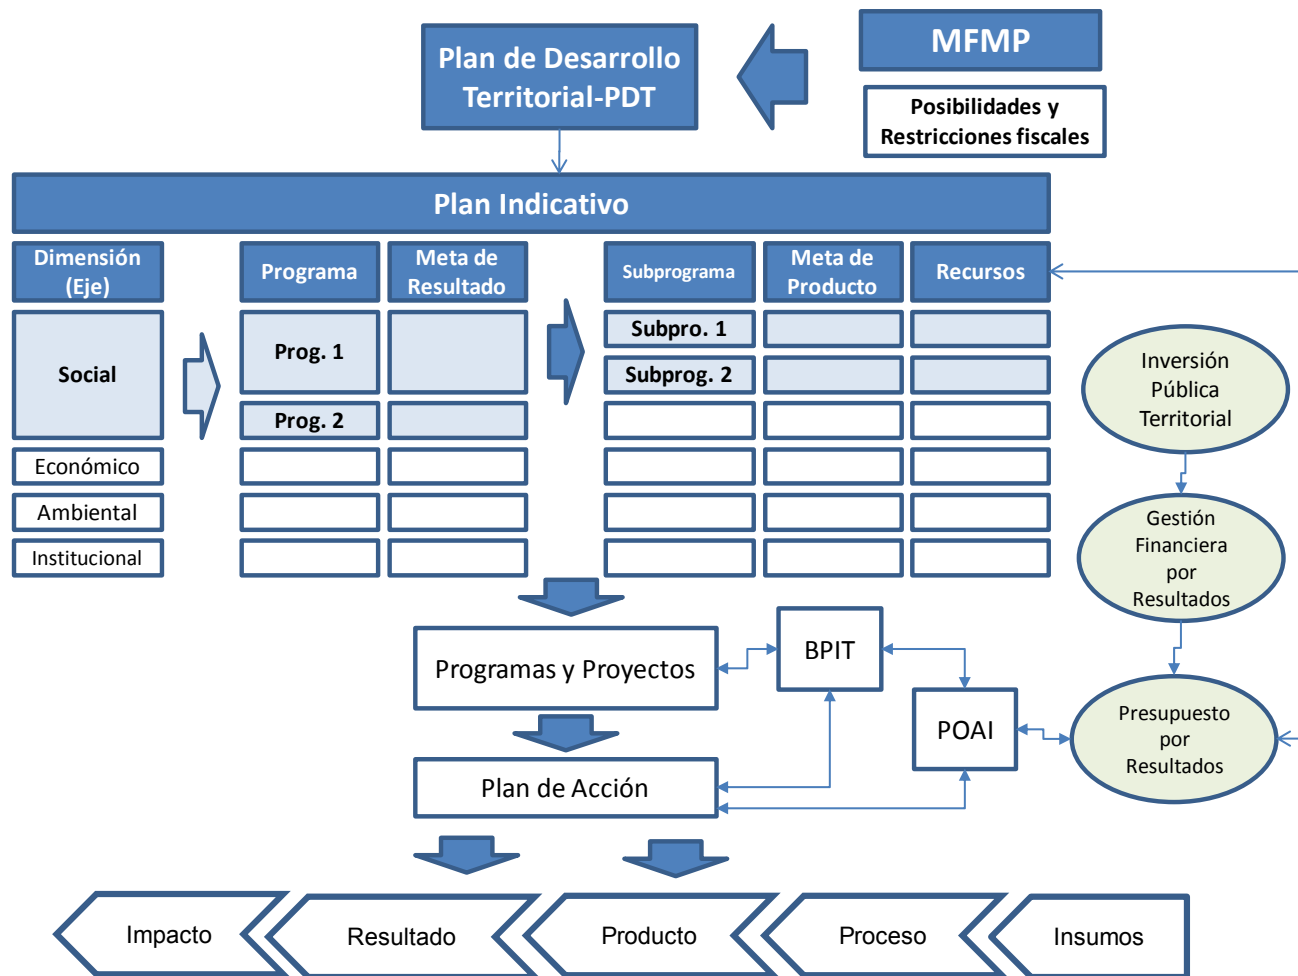 Plan de Desarrollo
Territorial-PDT
MFMP
Posibilidades y
Restricciones fiscales
Plan Indicativo
Dimensión
(Eje)
Programa
Meta de
Resultado
Subprograma
Meta de
Producto
Recursos
Social
Prog. 1
Prog. 2
Subpro. 1
Subprog. 2
Económico
Ambiental
Institucional
Inversión
Pública
Territorial
Gestión
Financiera
por
Resultados
Presupuesto
por
Resultados
Programas y Proyectos
BPIT
POAI
Plan de Acción
Impacto
Resultado
Producto
Proceso
Insumos